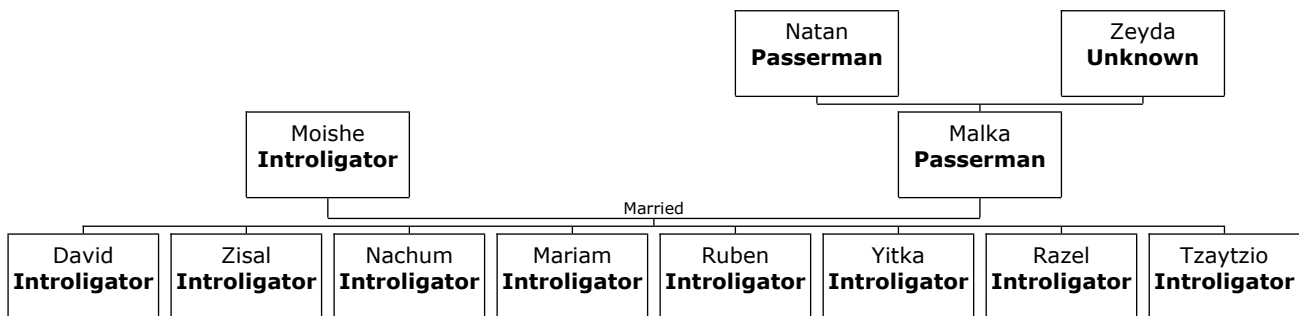 Natan
Passerman
Zeyda
Unknown
Moishe
Introligator
Malka
Passerman
Married
David
Introligator
Zisal
Introligator
Nachum
Introligator
Mariam
Introligator
Ruben
Introligator
Yitka
Introligator
Razel
Introligator
Tzaytzio
Introligator